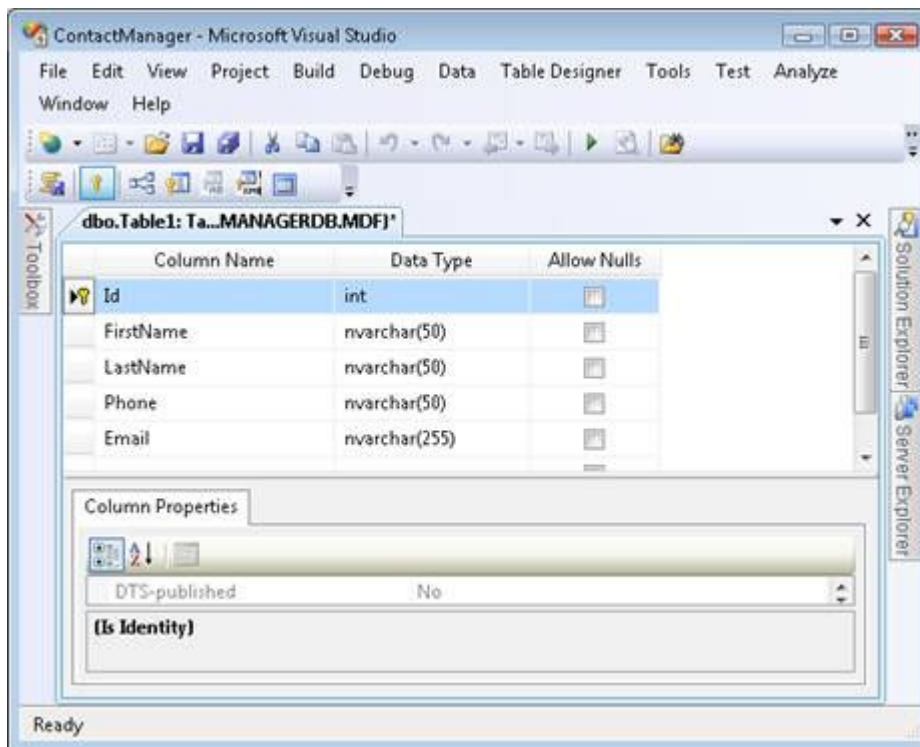 ContactManager - Microsoft Visual Studio
File Edit View Project Build Debug Data Table Designer Tools Test Analyze
Window Help
Toolbox
dbo.Table1: Ta...MANAGERDB.MDF)*
Column Name Data Type Allow Nulls
Id int
FirstName nvarchar(50)
LastName nvarchar(50)
Phone nvarchar(50)
Email nvarchar(255)
Solution Explorer
Server Explorer
Column Properties
DTS-published No
(Is Identity)
Ready